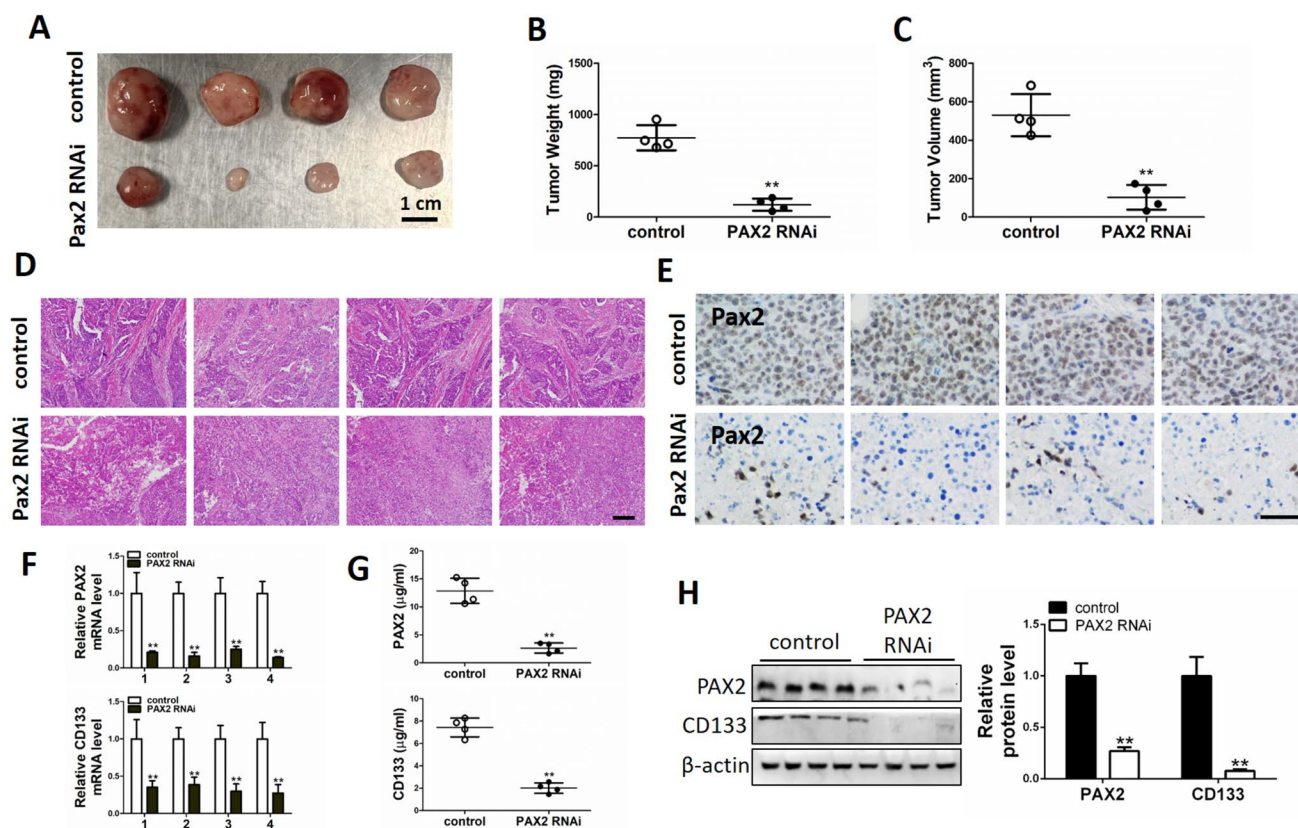 A
control
Pax2 RNAi
1 cm
B
Tumor Weight (mg)
1000
750
500
250
0
**
control
PAX2 RNAi
C
Tumor Volume (mm³)
800
600
400
200
0
**
control
PAX2 RNAi
D
control
Pax2 RNAi
E
control
Pax2 RNAi
Pax2
Pax2
F
control
PAX2 RNAi
Relative PAX2
mRNA level
1.5
1.0
0.5
0.0
** ** ** **
1 2 3 4
control
PAX2 RNAi
Relative CD133
mRNA level
1.5
1.0
0.5
0.0
** ** ** **
1 2 3 4
G
PAX2 (μg/ml)
20
15
10
5
0
**
control PAX2 RNAi
CD133 (μg/ml)
10
8
6
4
2
0
**
control PAX2 RNAi
H
control
PAX2
RNAi
PAX2
CD133
β-actin
control
PAX2 RNAi
Relative
protein level
1.5
1.0
0.5
0.0
** **
PAX2 CD133